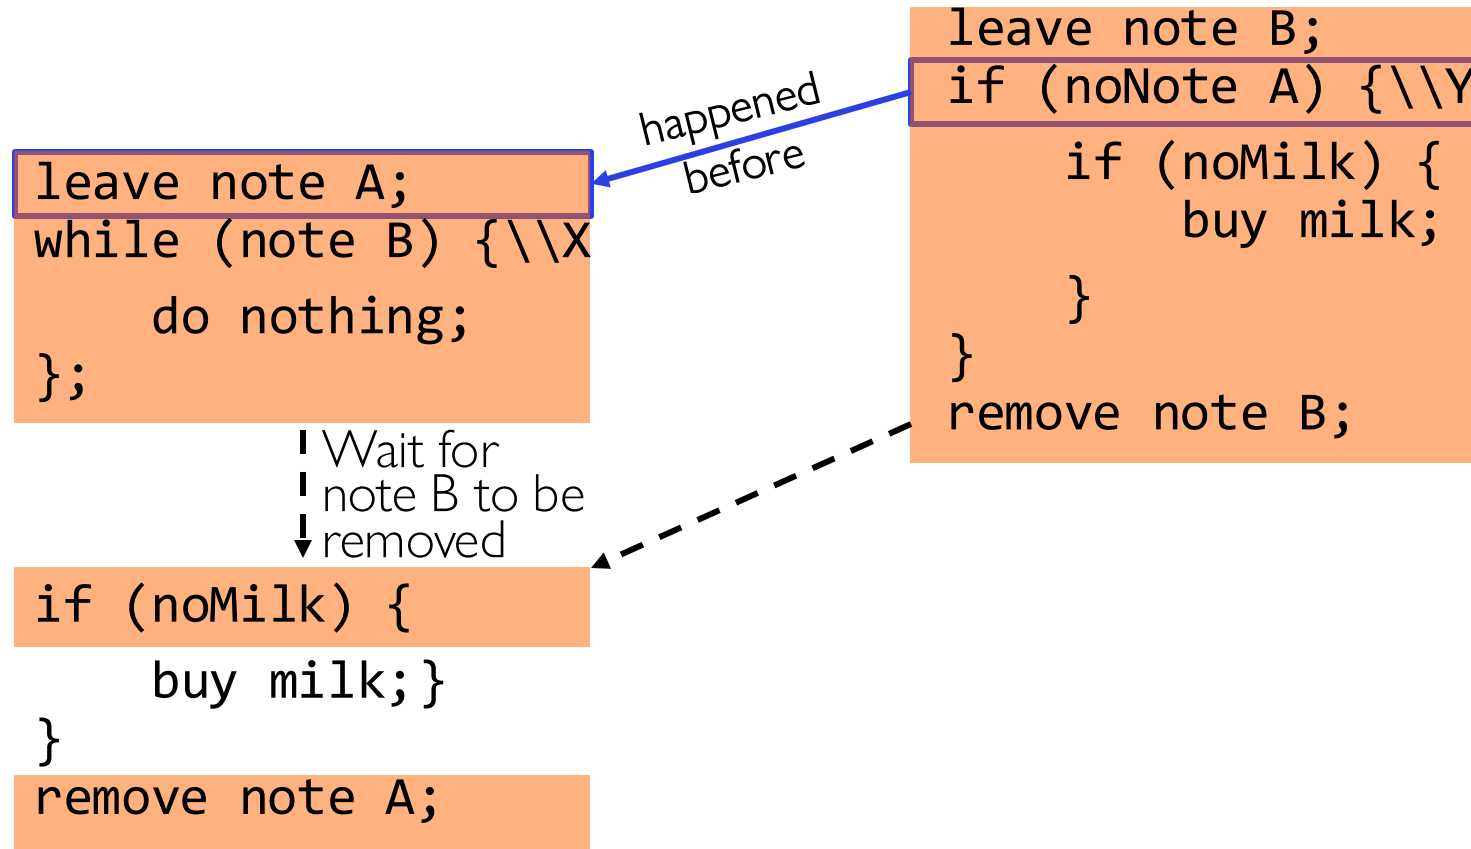 leave note A;
while (note B) {\\X
do nothing;
};
Wait for
note B to be
removed
if (noMilk) {
buy milk;}
}
remove note A;
happened
before
leave note B;
if (noNote A) {\\Y
if (noMilk) {
buy milk;
}
}
remove note B;